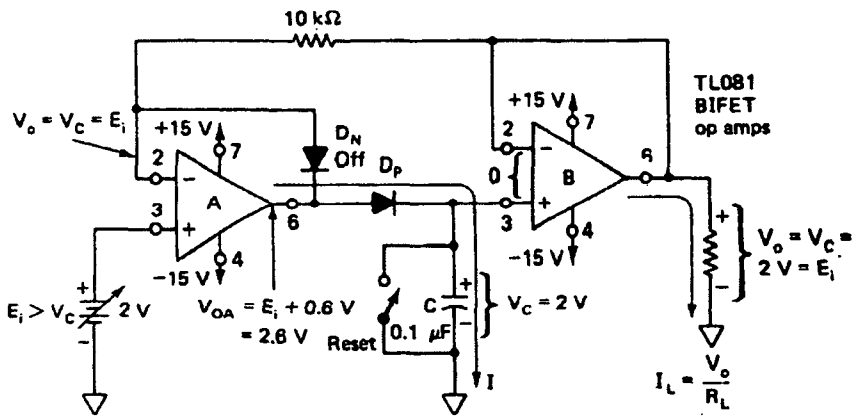 10 kΩ
TL081
BIFET
op amps
V_o = V_C = E_i
+15 V
7
D_N
Off
D_P
2
−
A
6
3
+
4
−15 V
+15 V
7
2
−
0
B
6
3
+
4
−15 V
+
−
V_o = V_C =
2 V = E_i
E_i > V_C
+
2 V
−
V_OA = E_i + 0.6 V
= 2.6 V
Reset
C
0.1 μF
+
−
V_C = 2 V
I
I_L = V_o / R_L